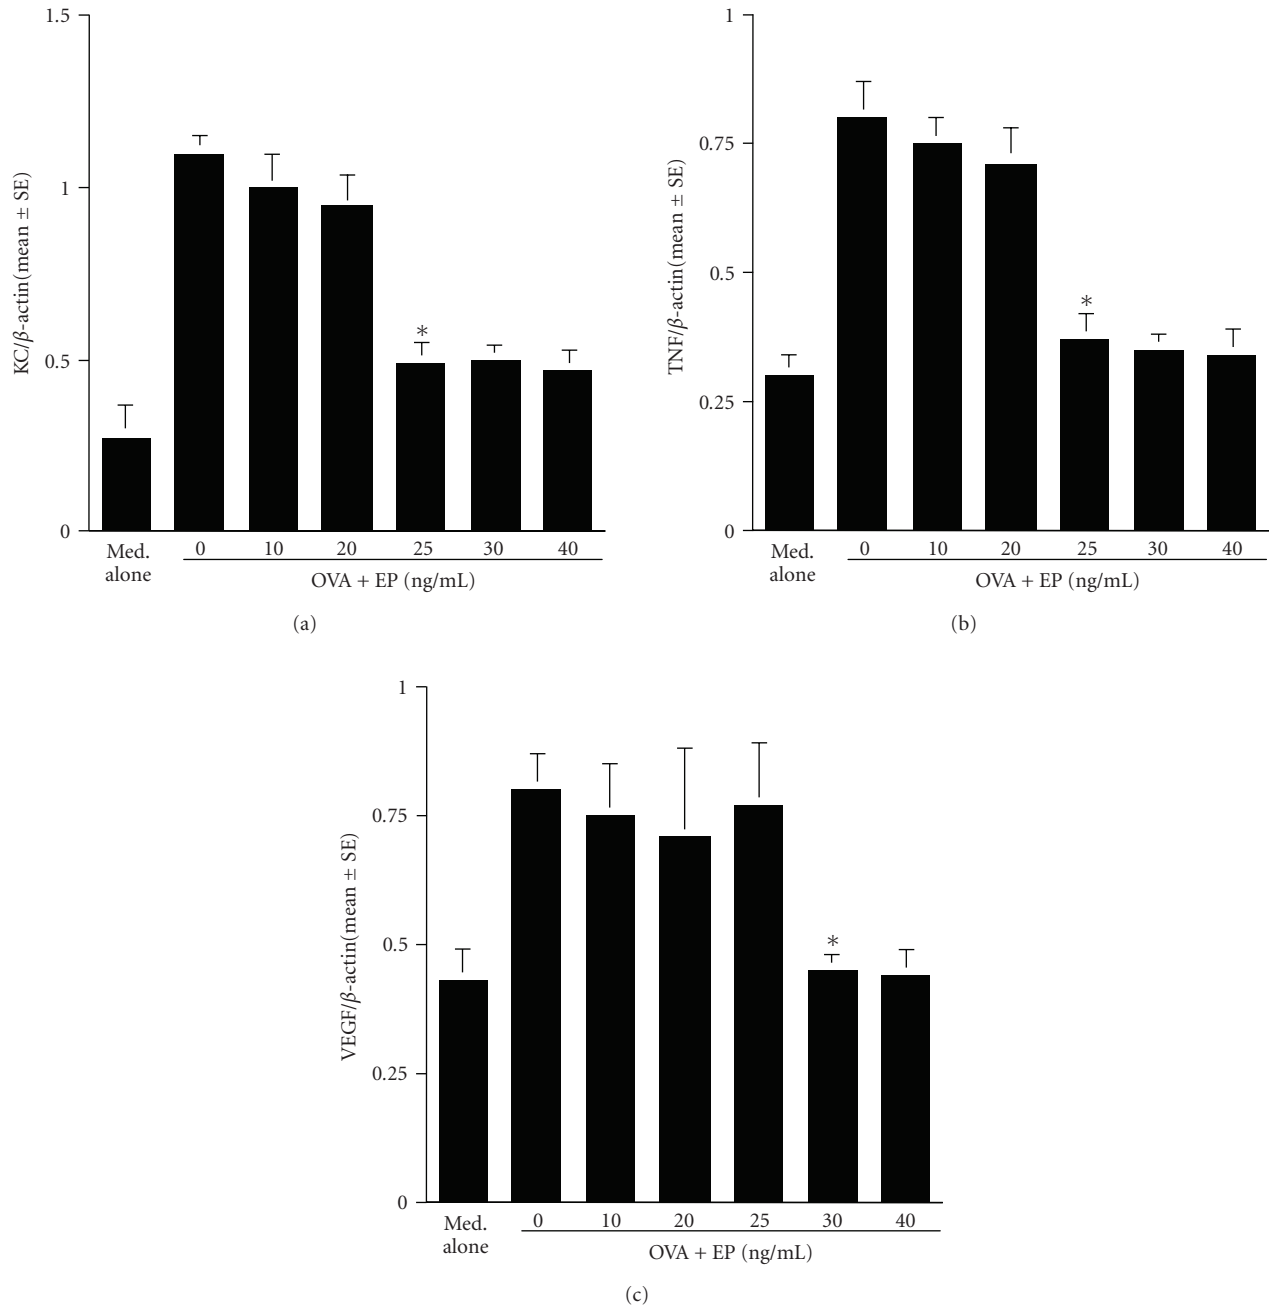 1.5
1
0.5
0
KC/β-actin(mean ± SE)
*
Med.
alone
0 10 20 25 30 40
OVA + EP (ng/mL)
(a)
1
0.75
0.5
0.25
0
TNF/β-actin(mean ± SE)
*
Med.
alone
0 10 20 25 30 40
OVA + EP (ng/mL)
(b)
1
0.75
0.5
0.25
0
VEGF/β-actin(mean ± SE)
*
Med.
alone
0 10 20 25 30 40
OVA + EP (ng/mL)
(c)